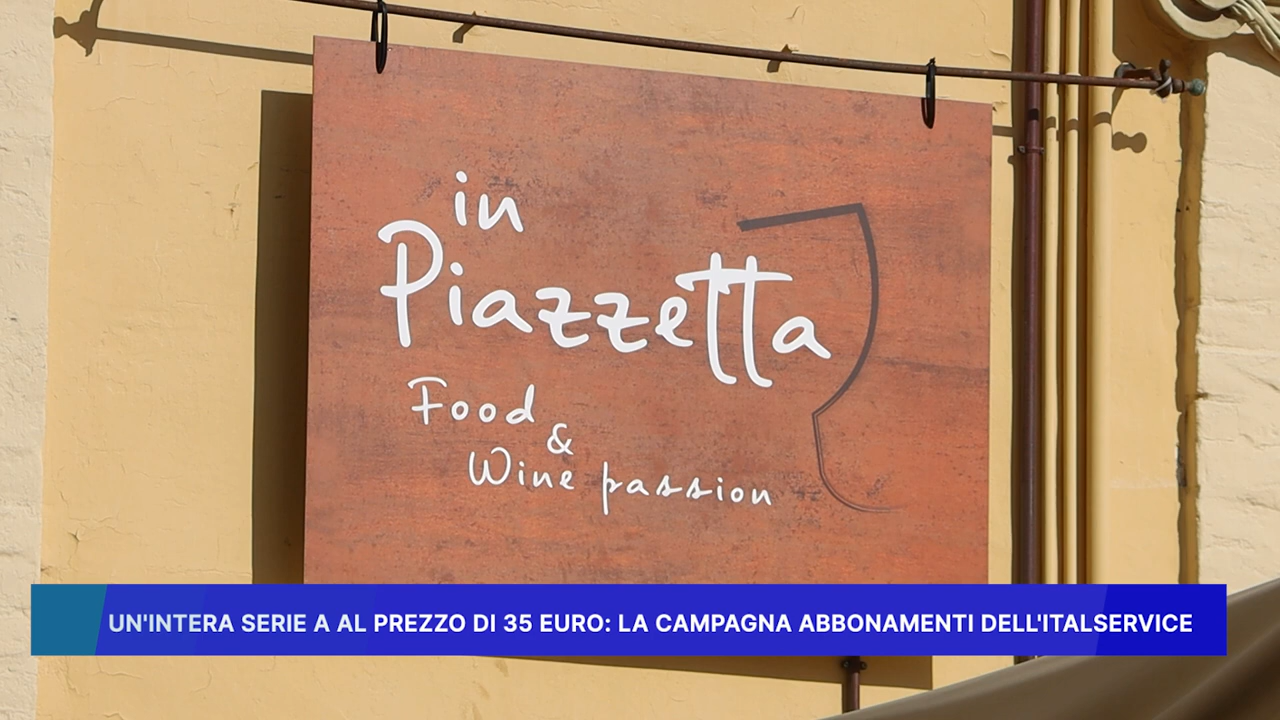 in
Piazzetta
Food
&
Wine passion
UN'INTERA SERIE A AL PREZZO DI 35 EURO: LA CAMPAGNA ABBONAMENTI DELL'ITALSERVICE